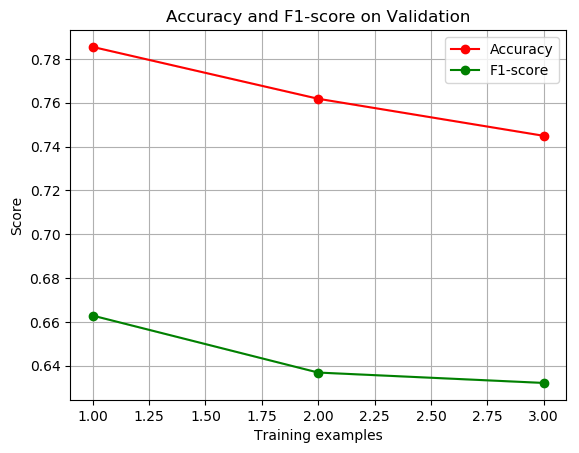 Accuracy and F1-score on Validation
Accuracy
F1-score
0.78
0.76
0.74
0.72
0.70
0.68
0.66
0.64
Score
1.00 1.25 1.50 1.75 2.00 2.25 2.50 2.75 3.00
Training examples